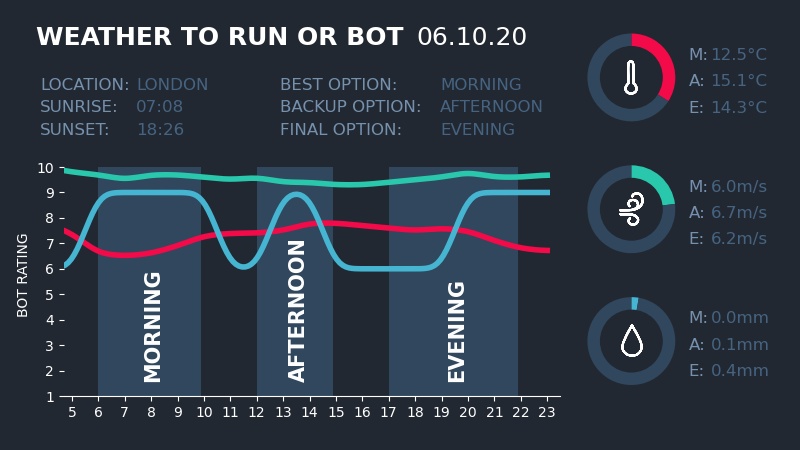 WEATHER TO RUN OR BOT 06.10.20
LOCATION: LONDON
SUNRISE: 07:08
SUNSET: 18:26
BEST OPTION: MORNING
BACKUP OPTION: AFTERNOON
FINAL OPTION: EVENING
M: 12.5°C
A: 15.1°C
E: 14.3°C
M: 6.0m/s
A: 6.7m/s
E: 6.2m/s
M: 0.0mm
A: 0.1mm
E: 0.4mm
BOT RATING
10
9
8
7
6
5
4
3
2
1
MORNING
AFTERNOON
EVENING
5 6 7 8 9 10 11 12 13 14 15 16 17 18 19 20 21 22 23